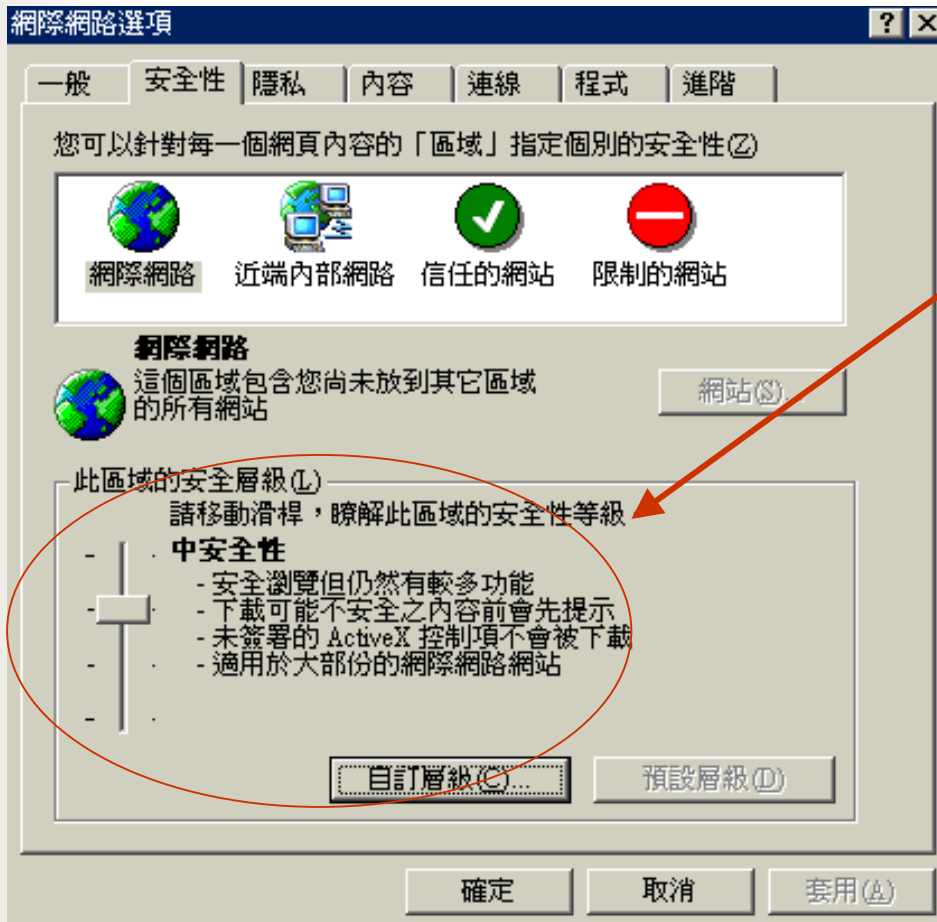 網際網路選項
一般 安全性 隱私 內容 連線 程式 進階
您可以針對每一個網頁內容的「區域」指定個別的安全性(Z)
網際網路 近端內部網路 信任的網站 限制的網站
網際網路
這個區域包含您尚未放到其它區域
的所有網站
網站(S)...
此區域的安全層級(L)
請移動滑桿，瞭解此區域的安全性等級
中安全性
- 安全瀏覽但仍然有較多功能
- 下載可能不安全之內容前會先提示
- 未簽署的 ActiveX 控制項不會被下載
- 適用於大部份的網際網路網站
自訂層級(C)... 預設層級(D)
確定 取消 套用(A)